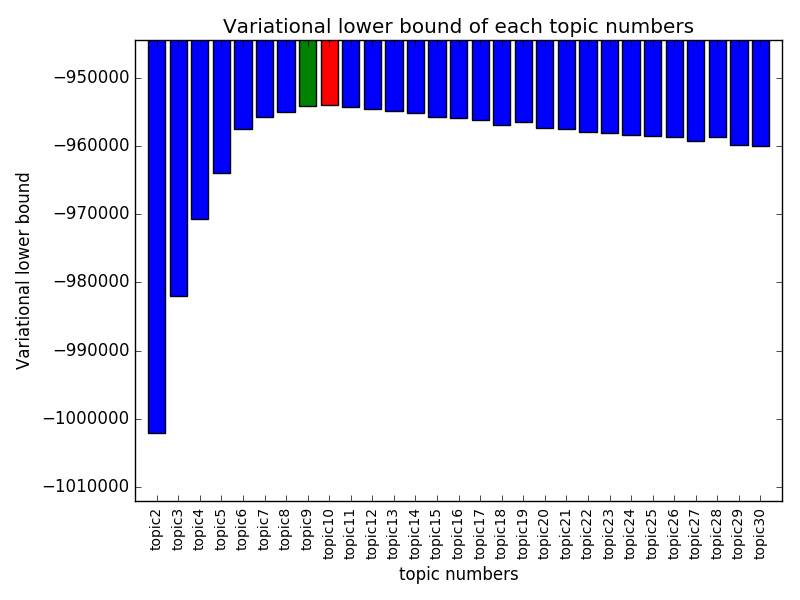 Variational lower bound of each topic numbers
Variational lower bound
−950000
−960000
−970000
−980000
−990000
−1000000
−1010000
topic2
topic3
topic4
topic5
topic6
topic7
topic8
topic9
topic10
topic11
topic12
topic13
topic14
topic15
topic16
topic17
topic18
topic19
topic20
topic21
topic22
topic23
topic24
topic25
topic26
topic27
topic28
topic29
topic30
topic numbers